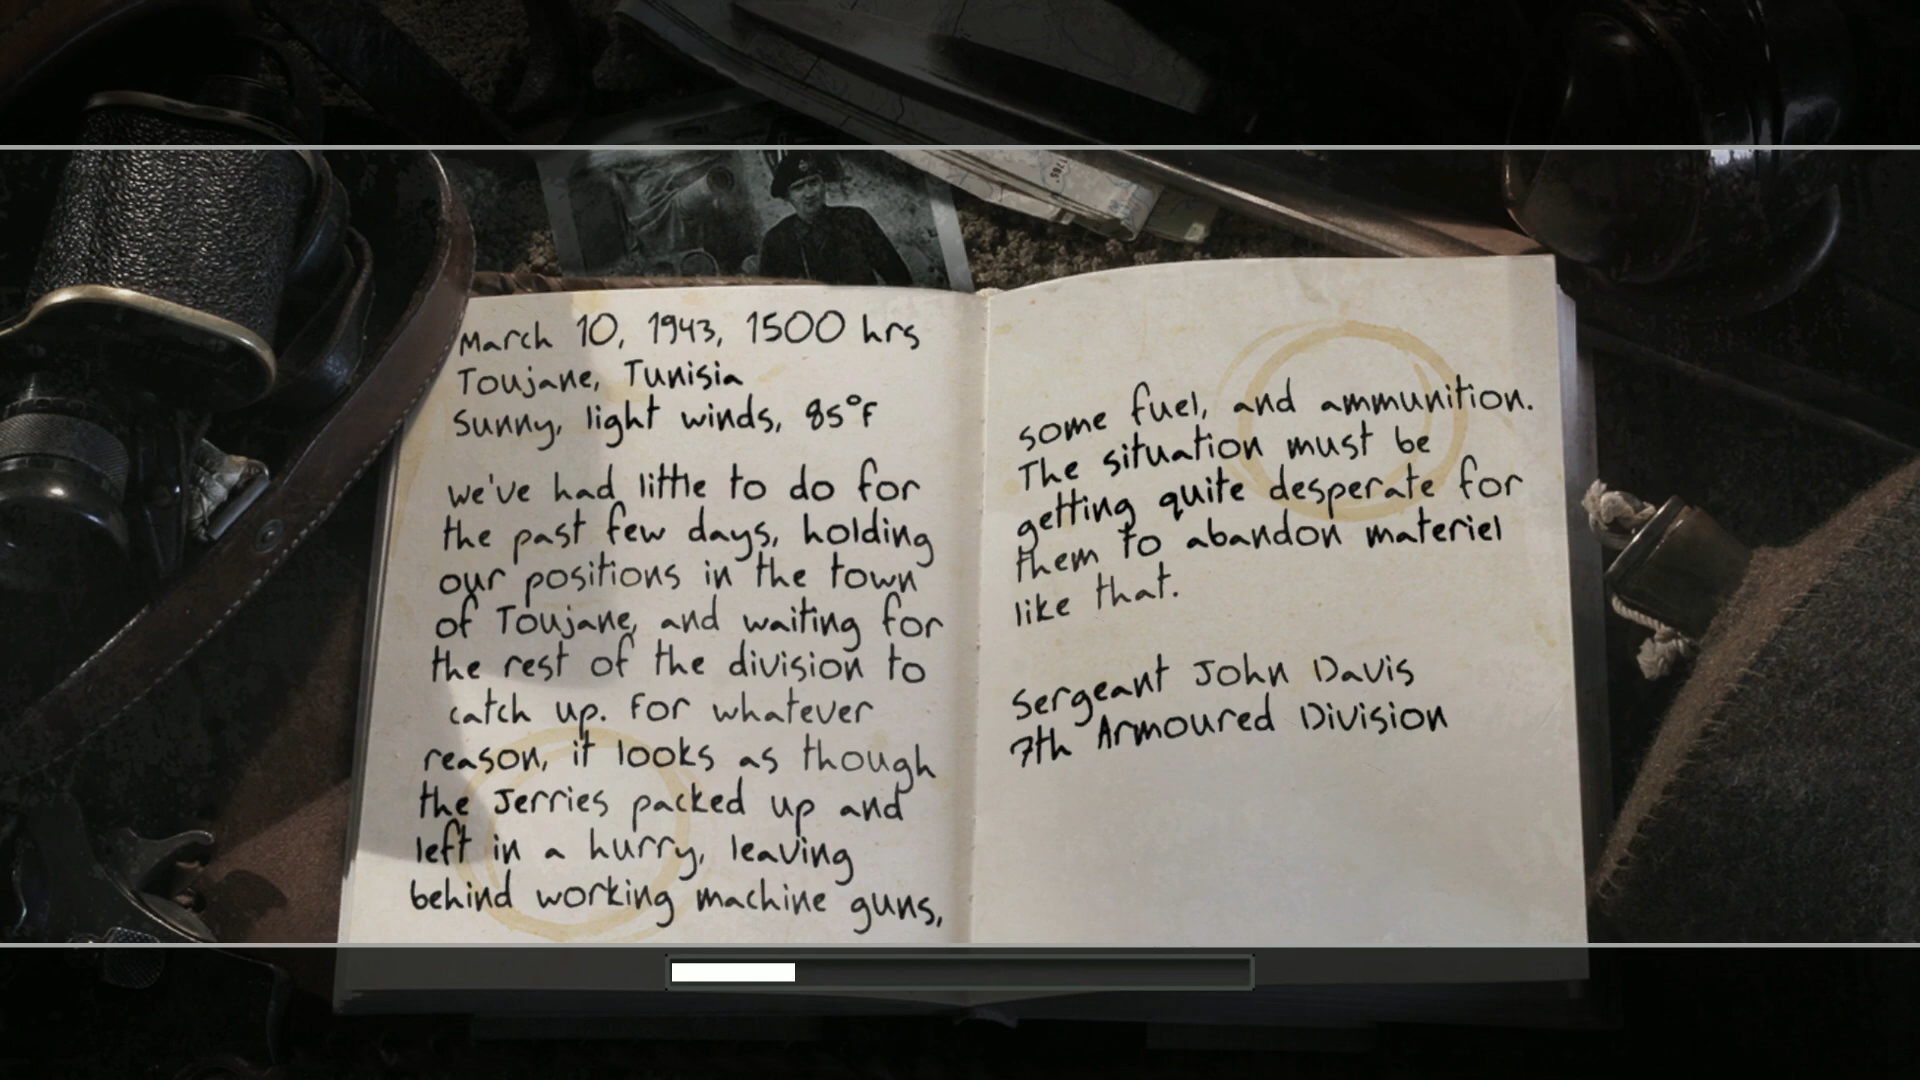 March 10, 1943, 1500 hrs
Toujane, Tunisia
Sunny, light winds, 85°F
we've had little to do for
the past few days, holding
our positions in the town
of Toujane, and waiting for
the rest of the division to
catch up. For whatever
reason, it looks as though
the Jerries packed up and
left in a hurry, leaving
behind working machine guns,
some fuel, and ammunition.
The situation must be
getting quite desperate for
them to abandon materiel
like that.
Sergeant John Davis
7th Armoured Division